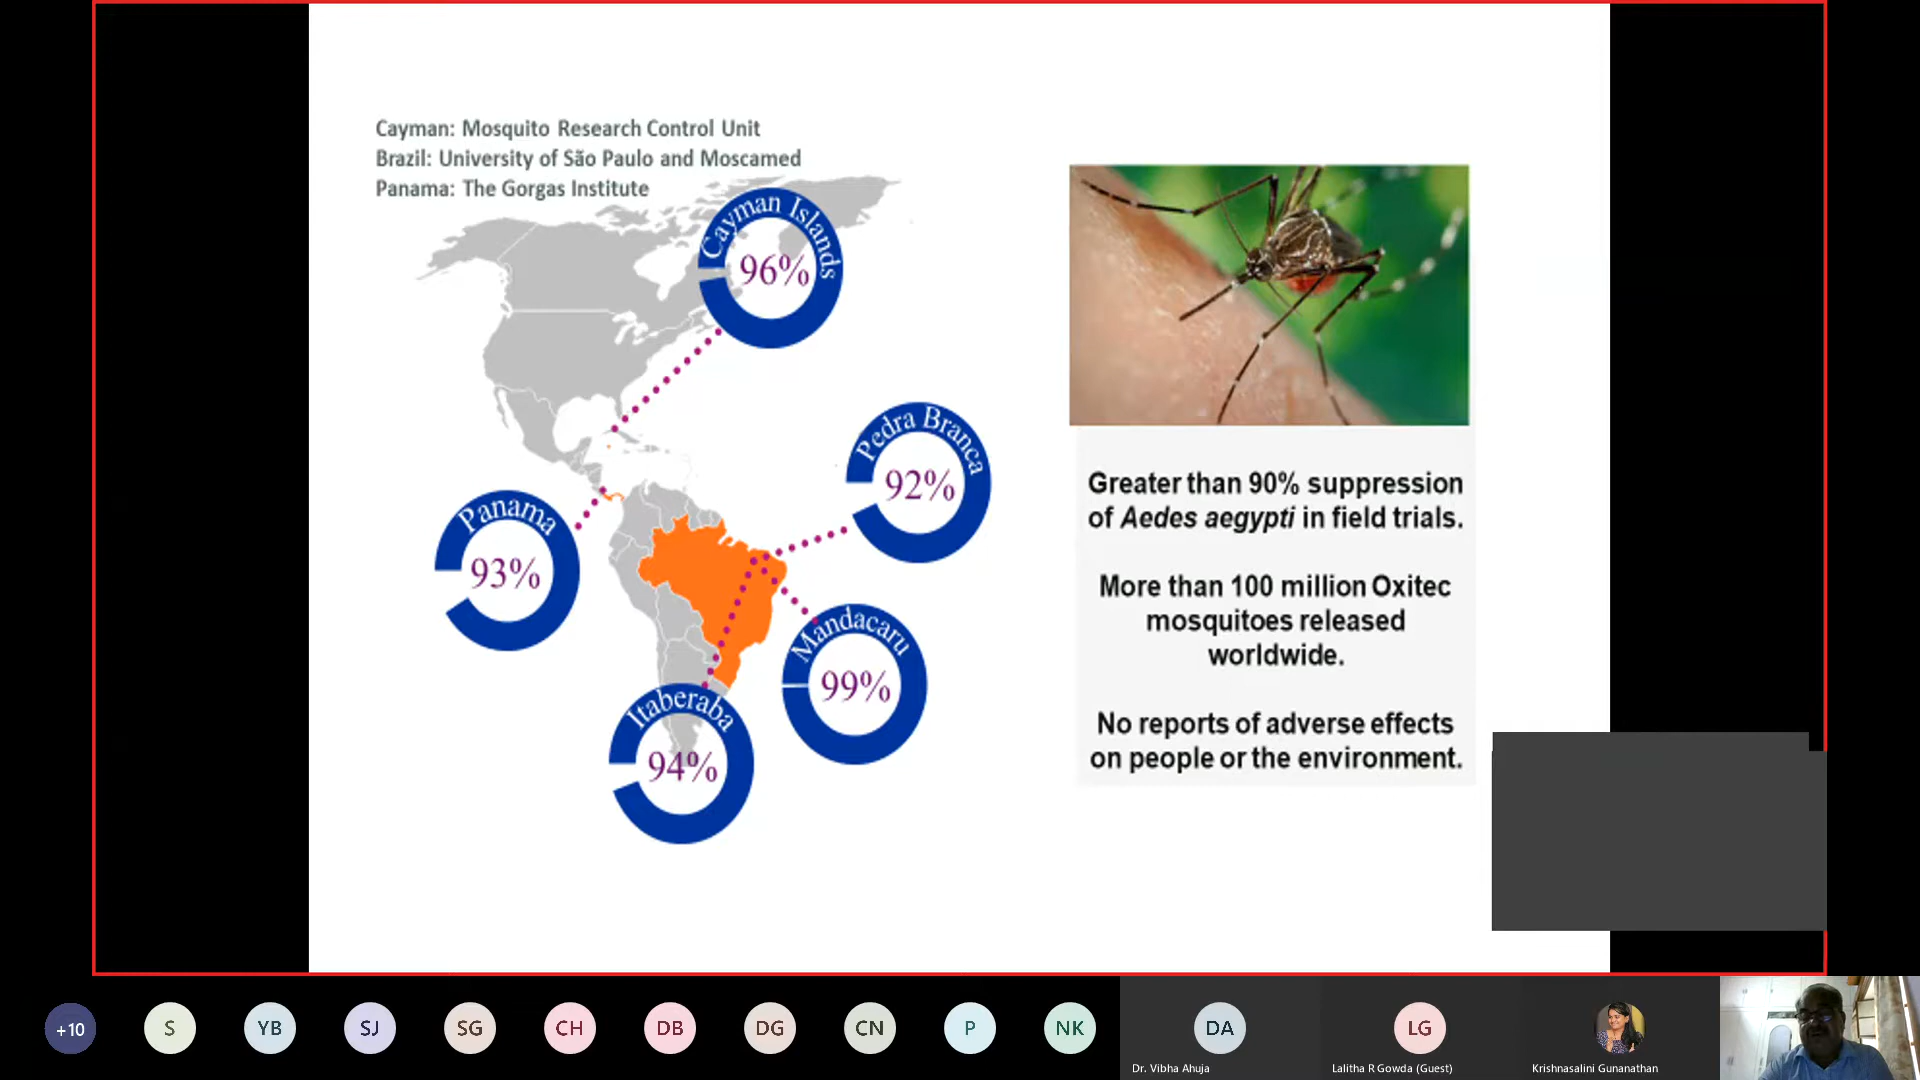 Cayman: Mosquito Research Control Unit
Brazil: University of São Paulo and Moscamed
Panama: The Gorgas Institute
Cayman Islands
96%
Pedra Branca
92%
Panama
93%
Mandacaru
99%
Itaberaba
94%
Greater than 90% suppression
of Aedes aegypti in field trials.
More than 100 million Oxitec
mosquitoes released
worldwide.
No reports of adverse effects
on people or the environment.
+10
S
YB
SJ
SG
CH
DB
DG
CN
P
NK
DA
Dr. Vibha Ahuja
LG
Lalitha R Gowda (Guest)
Krishnasalini Gunanathan